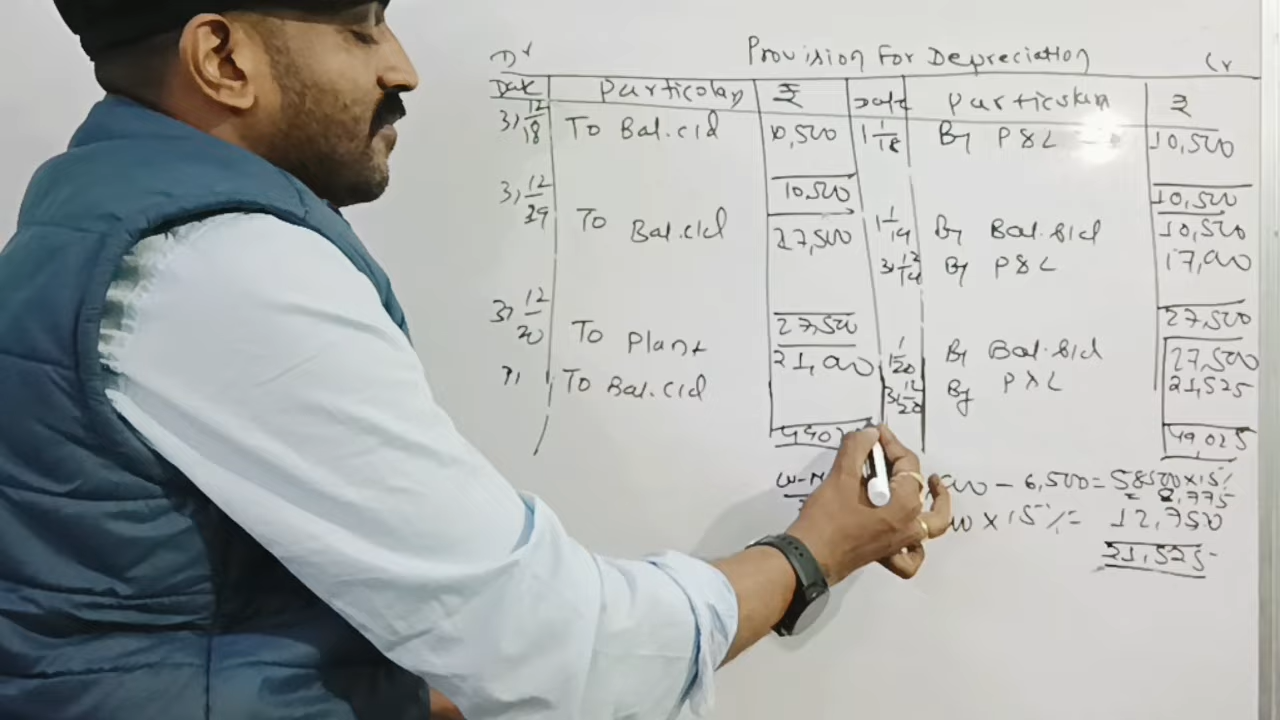 Dr Provision For Depreciation Cr
Date Particulars ₹ Date Particulars ₹
31/12/18 To Bal. c/d 10,500 1/1/18 By P&L 10,500
10,500 10,500
31/12/19 To Bal. c/d 27,500 1/1/19 By Bal. b/d 10,500
31/12/19 By P&L 17,000
27,500 27,500
31/12/20 To Plant 21,000 1/1/20 By Bal. b/d 27,500
" To Bal. c/d 31/12/20 By P&L 21,525
49,025
- 6,500 = 58500 × 15%
= 8,775
× 15% = 12,750
21,525